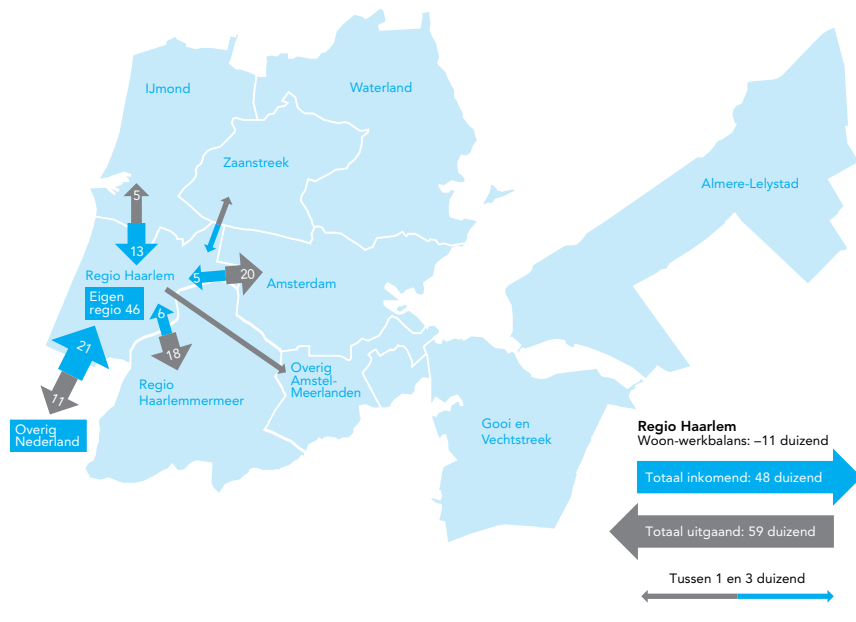 IJmond
Waterland
Zaanstreek
Almere-Lelystad
5
13
Regio Haarlem
Eigen
regio 46
5
20
Amsterdam
6
18
21
11
Overig
Nederland
Regio
Haarlemmermeer
Overig
Amstel-
Meerlanden
Gooi en
Vechtstreek
Regio Haarlem
Woon-werkbalans: –11 duizend
Totaal inkomend: 48 duizend
Totaal uitgaand: 59 duizend
Tussen 1 en 3 duizend